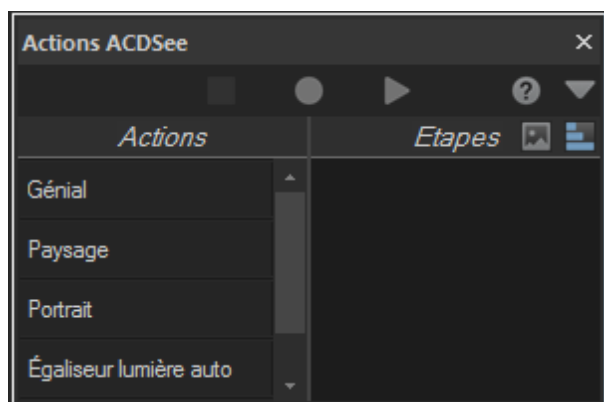 Actions ACDSee
Actions Etapes
Génial
Paysage
Portrait
Égaliseur lumière auto